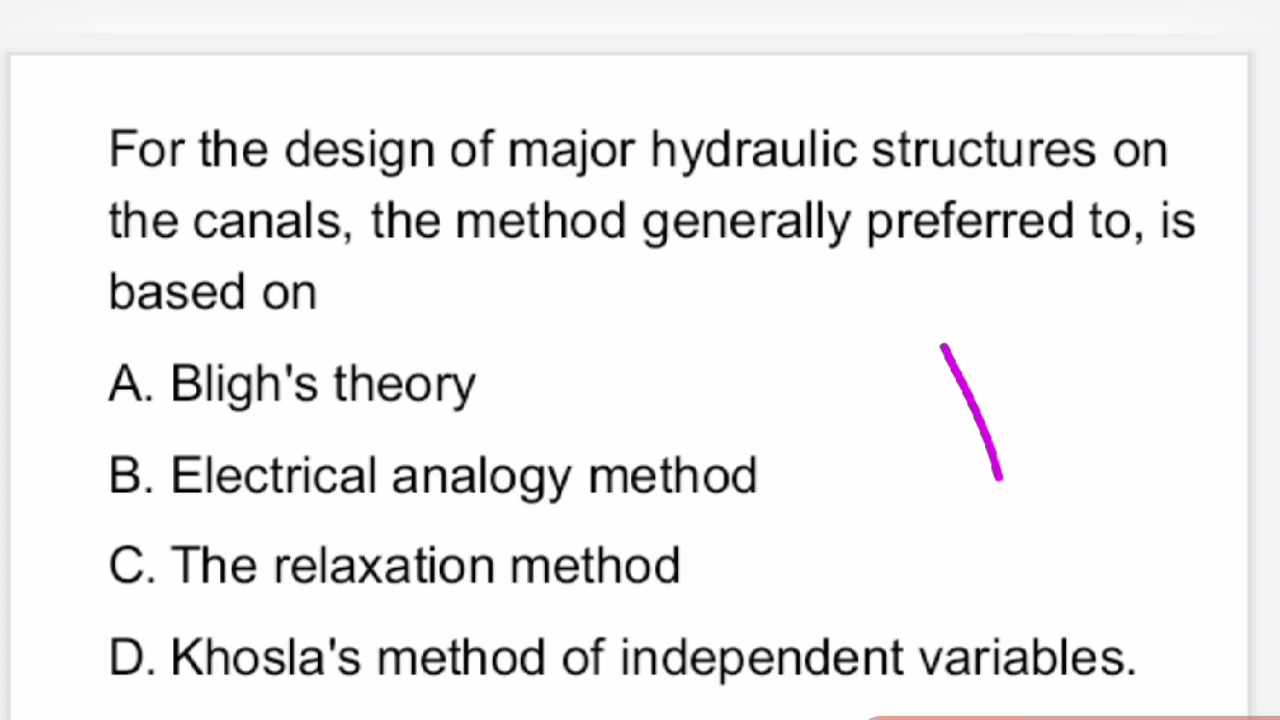 For the design of major hydraulic structures on
the canals, the method generally preferred to, is
based on
A. Bligh's theory
B. Electrical analogy method
C. The relaxation method
D. Khosla's method of independent variables.